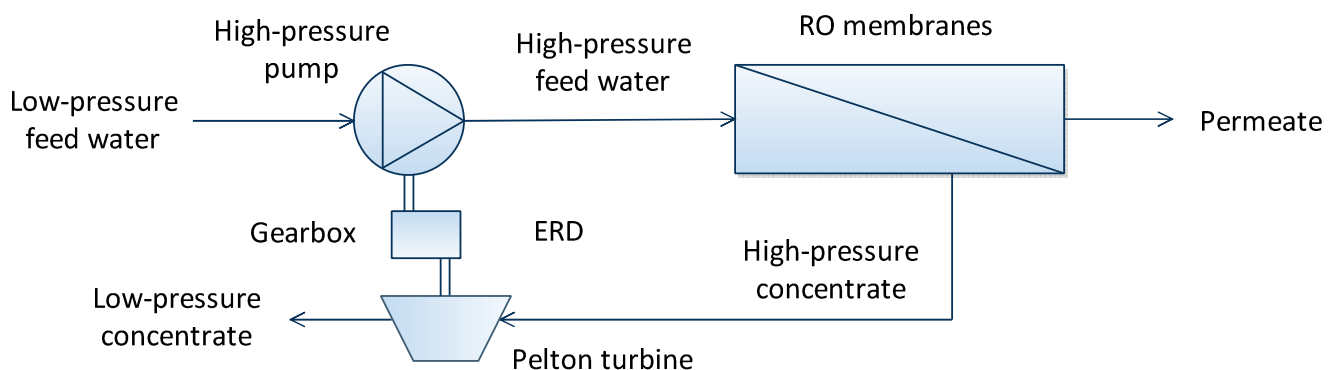 High-pressure
pump
High-pressure
feed water
RO membranes
Low-pressure
feed water
Permeate
Gearbox
ERD
High-pressure
concentrate
Low-pressure
concentrate
Pelton turbine